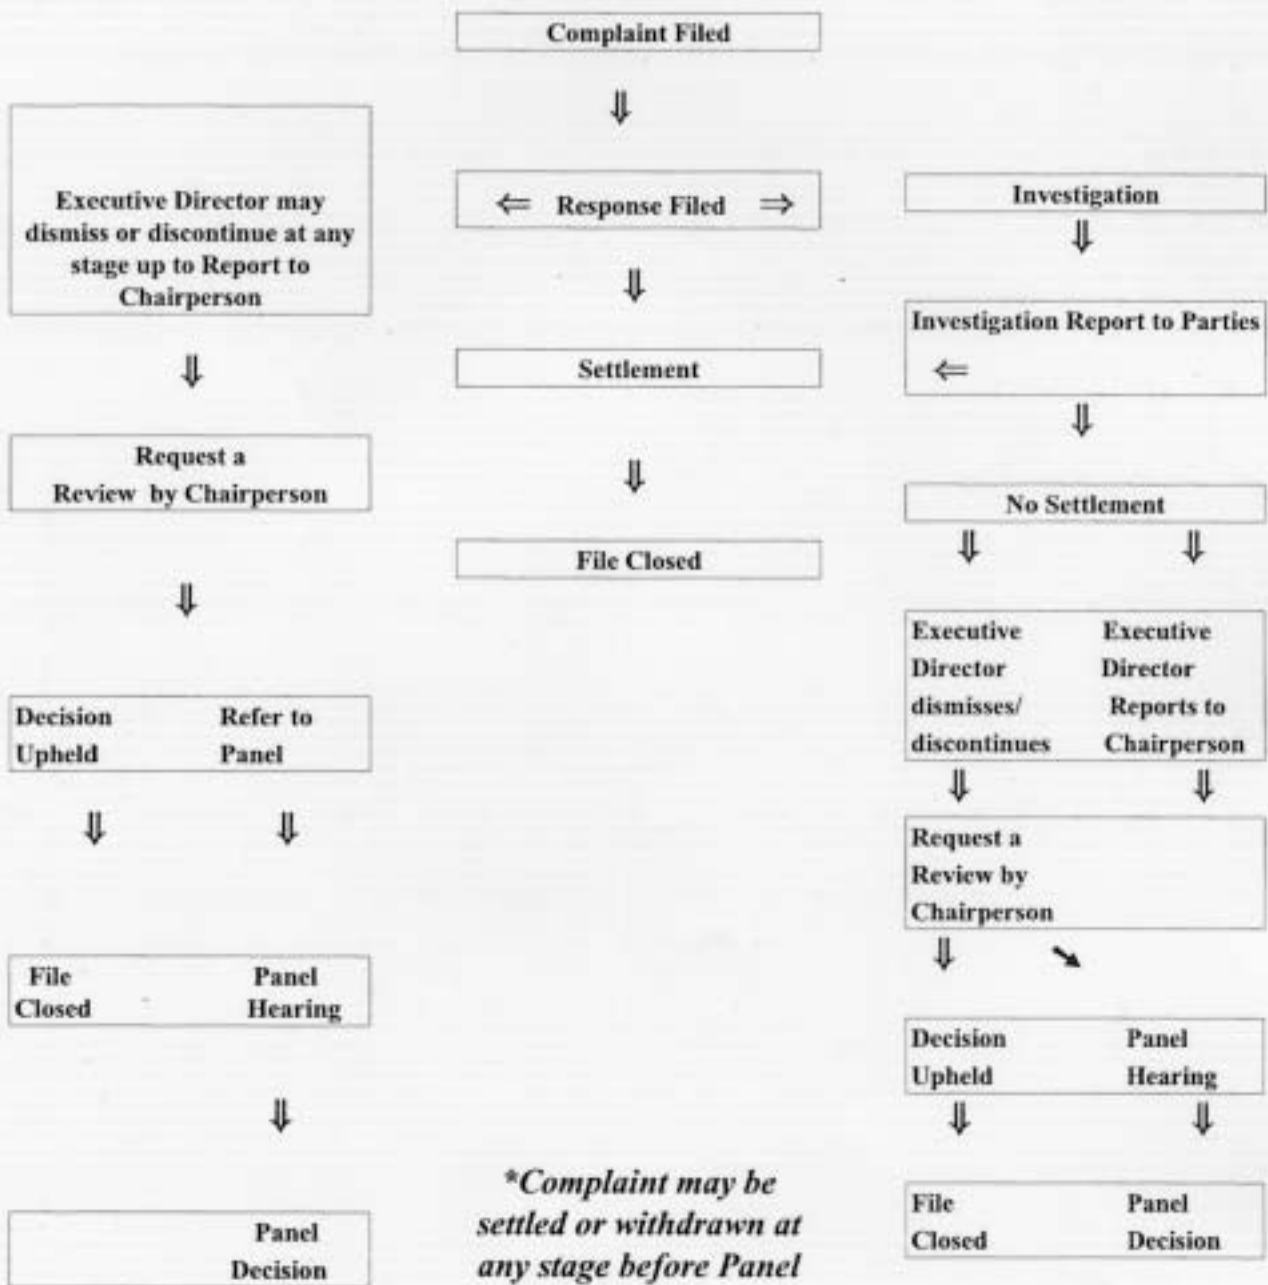 Complaint Filed
Executive Director may
dismiss or discontinue at any
stage up to Report to
Chairperson
⇐ Response Filed ⇒
Investigation
Settlement
Investigation Report to Parties
⇐
Request a
Review by Chairperson
No Settlement
File Closed
Executive Executive
Director Director
dismisses/ Reports to
discontinues Chairperson
Decision Refer to
Upheld Panel
Request a
Review by
Chairperson
File Panel
Closed Hearing
Decision Panel
Upheld Hearing
*Complaint may be
settled or withdrawn at
any stage before Panel
File Panel
Closed Decision
Panel
Decision